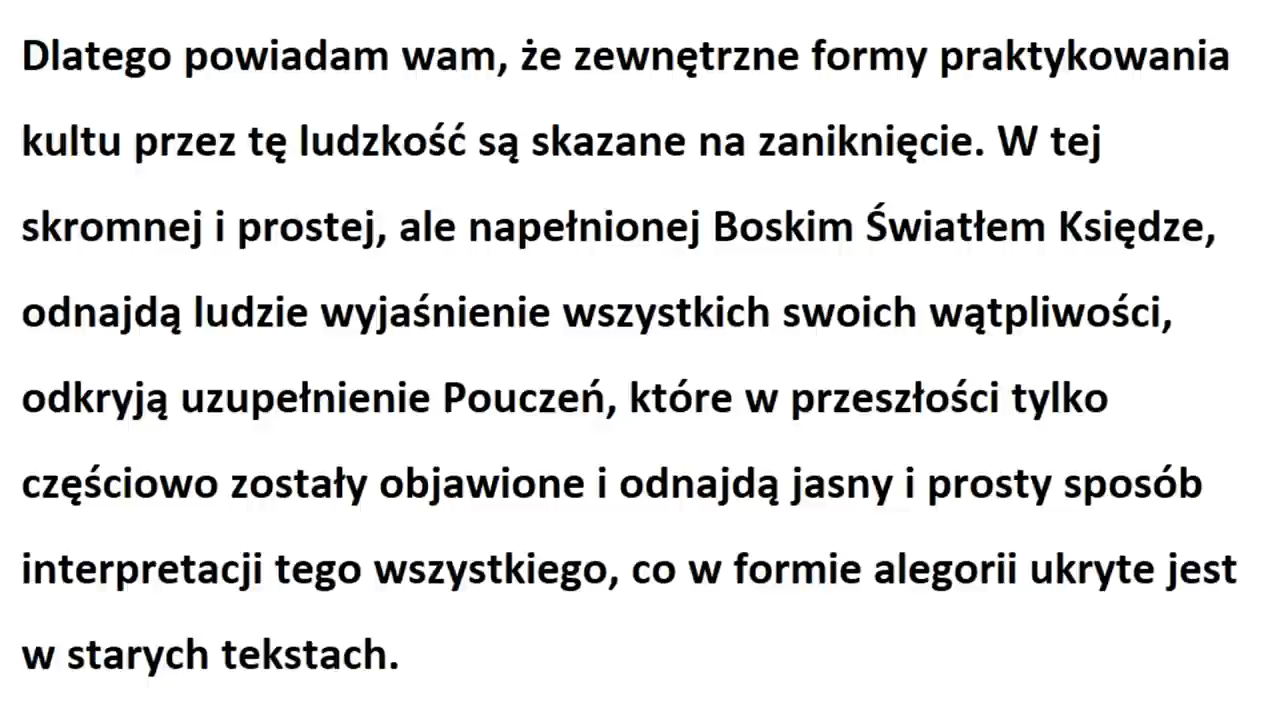 Dlatego powiadam wam, że zewnętrzne formy praktykowania
kultu przez tę ludzkość są skazane na zaniknięcie. W tej
skromnej i prostej, ale napełnionej Boskim Światłem Księdze,
odnajdą ludzie wyjaśnienie wszystkich swoich wątpliwości,
odkryją uzupełnienie Pouczeń, które w przeszłości tylko
częściowo zostały objawione i odnajdą jasny i prosty sposób
interpretacji tego wszystkiego, co w formie alegorii ukryte jest
w starych tekstach.